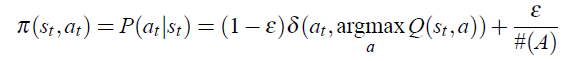 π(s_t, a_t) = P(a_t|s_t) = (1 − ε)δ(a_t, argmax_a Q(s_t, a)) + ε/#(A)